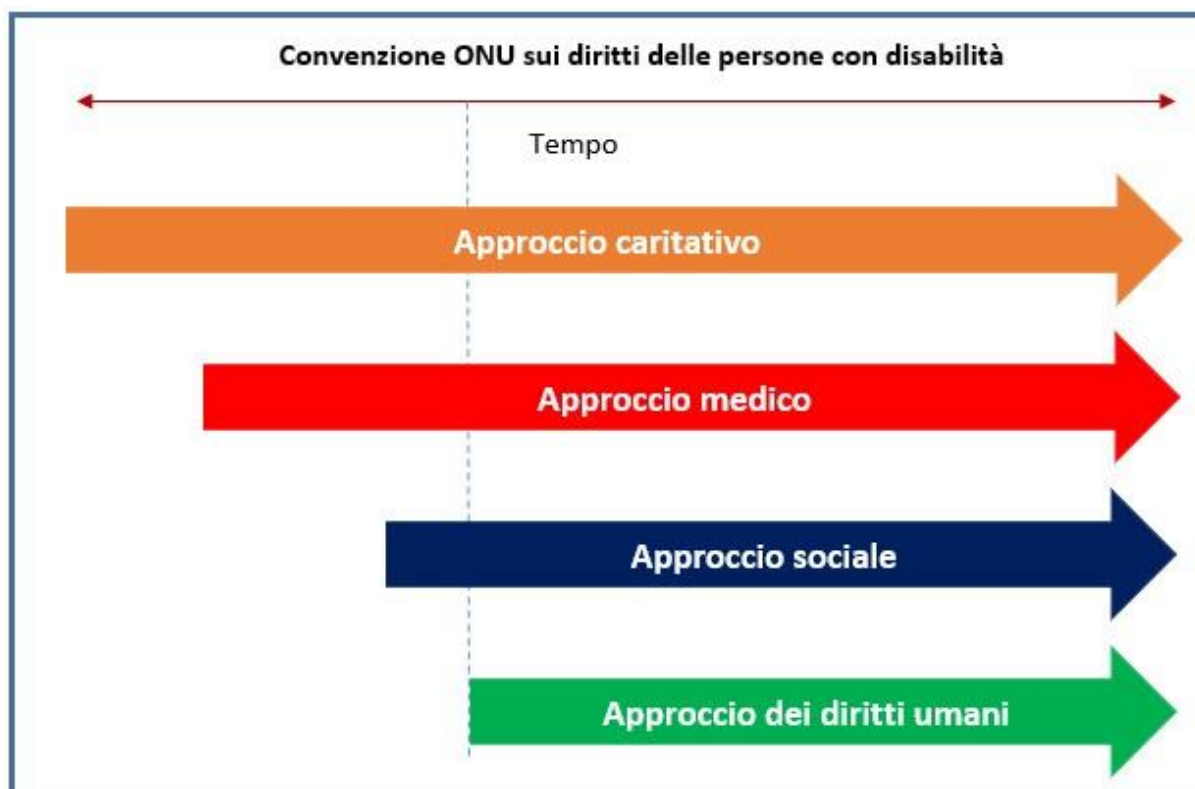 Convenzione ONU sui diritti delle persone con disabilità
Tempo
Approccio caritativo
Approccio medico
Approccio sociale
Approccio dei diritti umani